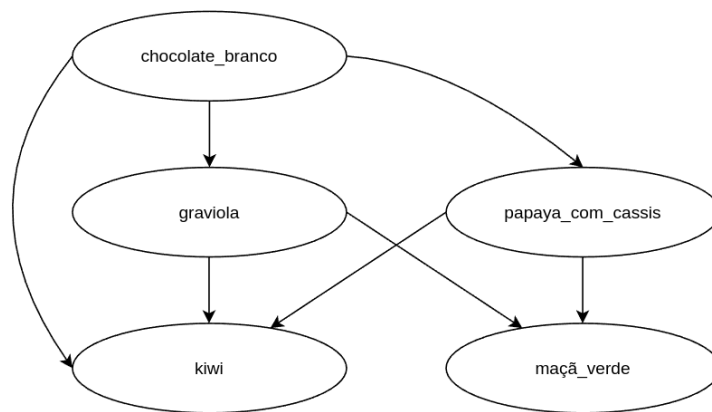 chocolate_branco
graviola
papaya_com_cassis
kiwi
maçã_verde